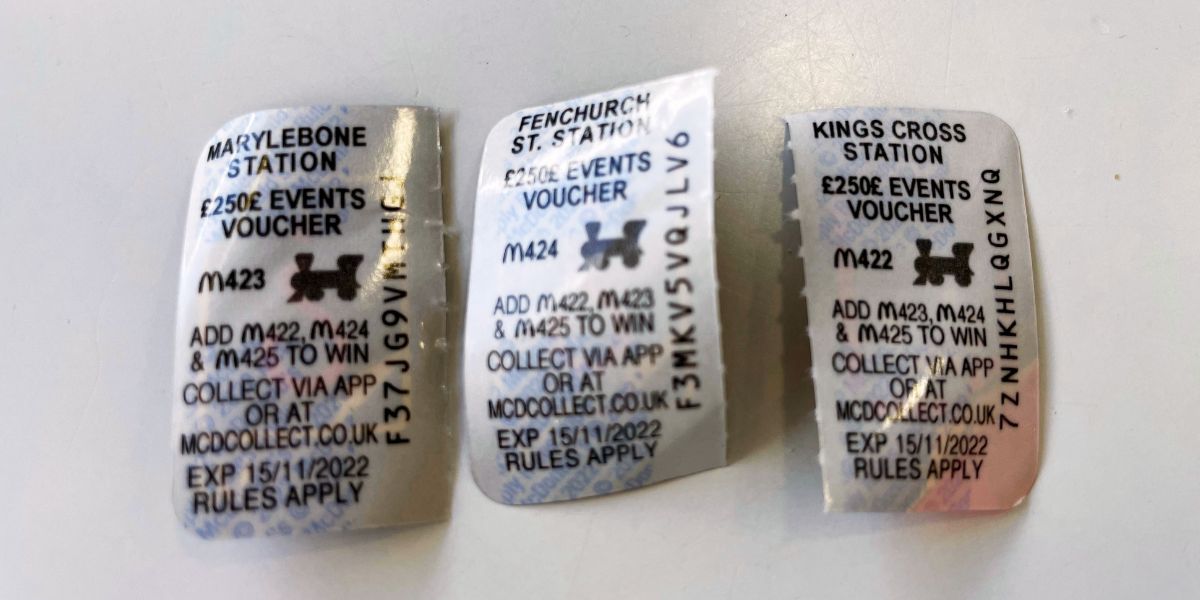 MARYLEBONE
STATION
£250£ EVENTS
VOUCHER
m423
ADD m422, m424
& m425 TO WIN
COLLECT VIA APP
OR AT
MCDCOLLECT.CO.UK
EXP 15/11/2022
RULES APPLY
FENCHURCH
ST. STATION
£250£ EVENTS
VOUCHER
m424
ADD m422, m423
& m425 TO WIN
COLLECT VIA APP
OR AT
MCDCOLLECT.CO.UK
EXP 15/11/2022
RULES APPLY
F3MKV5VQJLV6
KINGS CROSS
STATION
£250£ EVENTS
VOUCHER
m422
ADD m423, m424
& m425 TO WIN
COLLECT VIA APP
OR AT
MCDCOLLECT.CO.UK
EXP 15/11/2022
RULES APPLY
7ZNHKHLQGXNQ